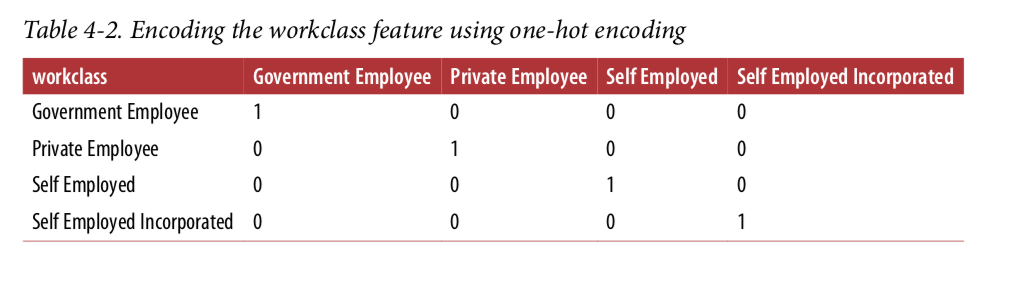 Table 4-2. Encoding the workclass feature using one-hot encoding
workclass Government Employee Private Employee Self Employed Self Employed Incorporated
Government Employee 1 0 0 0
Private Employee 0 1 0 0
Self Employed 0 0 1 0
Self Employed Incorporated 0 0 0 1